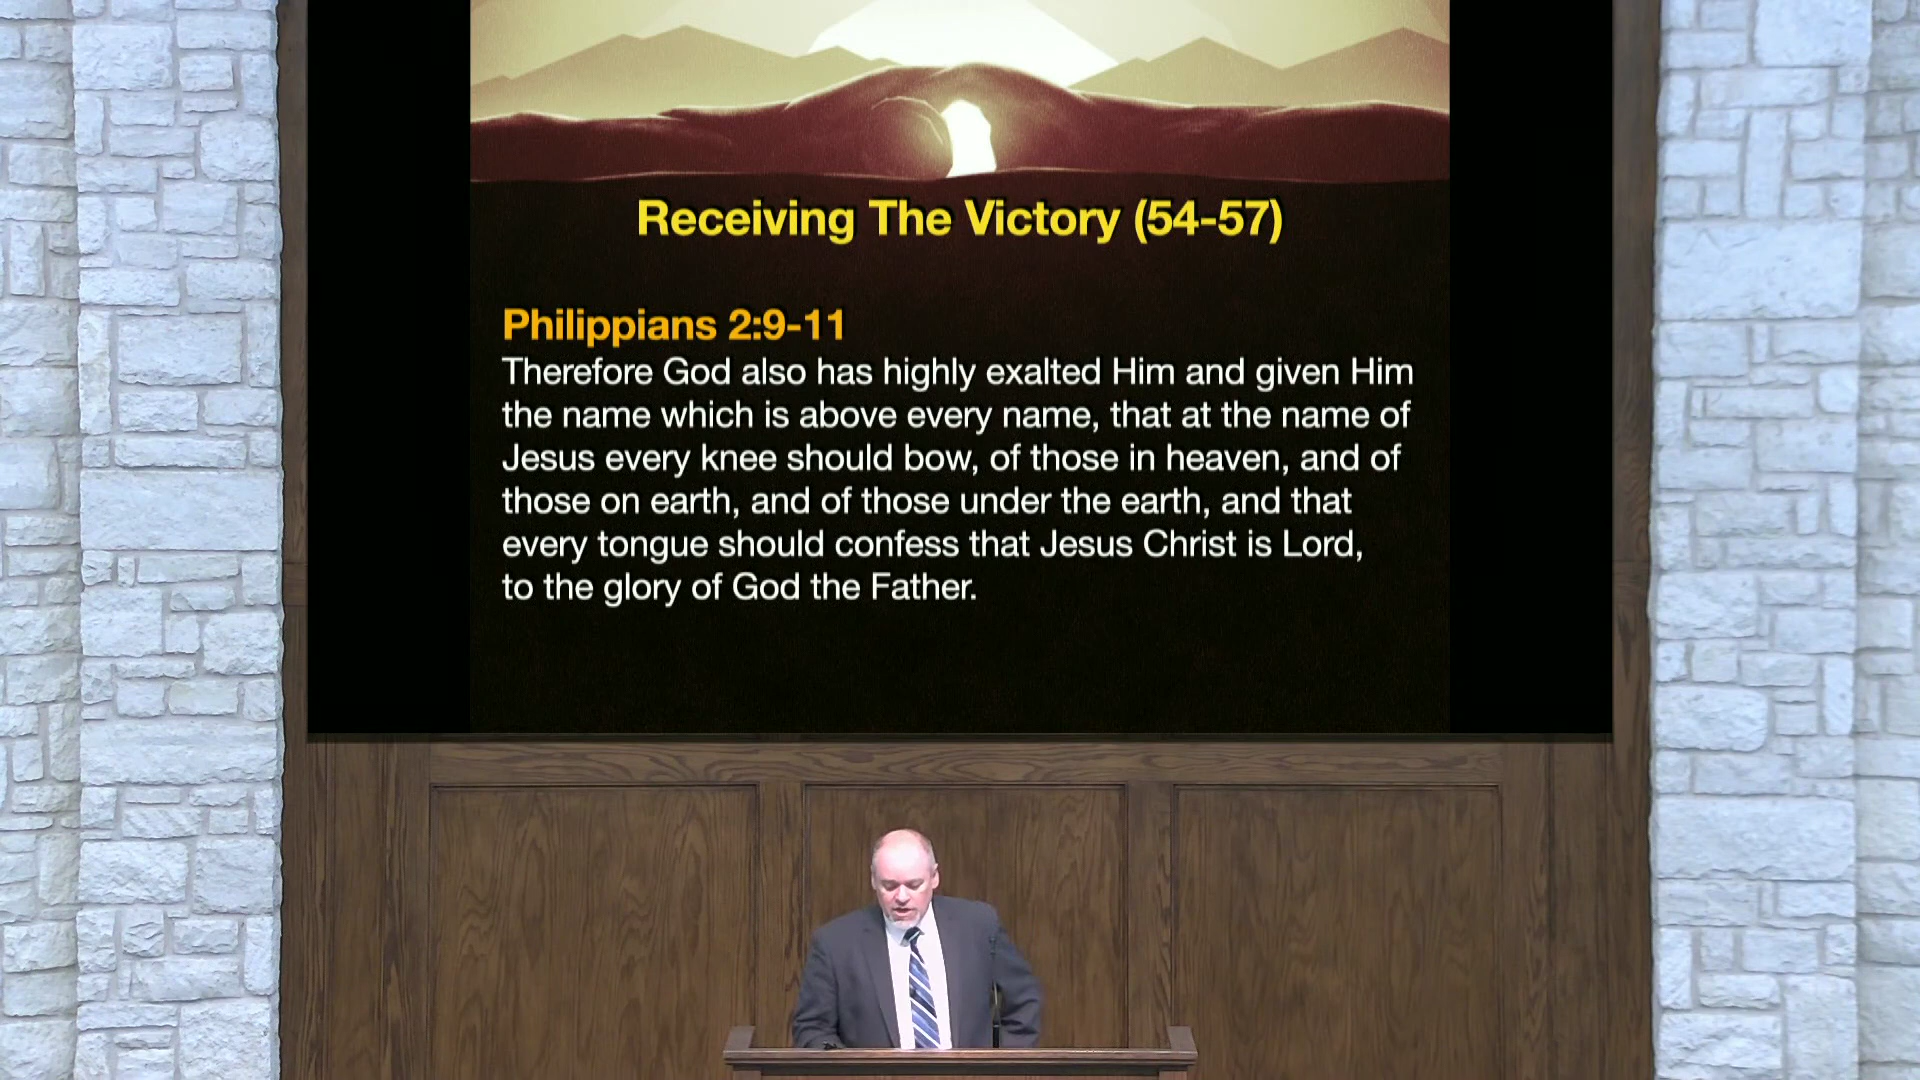 Receiving The Victory (54-57)
Philippians 2:9-11
Therefore God also has highly exalted Him and given Him
the name which is above every name, that at the name of
Jesus every knee should bow, of those in heaven, and of
those on earth, and of those under the earth, and that
every tongue should confess that Jesus Christ is Lord,
to the glory of God the Father.